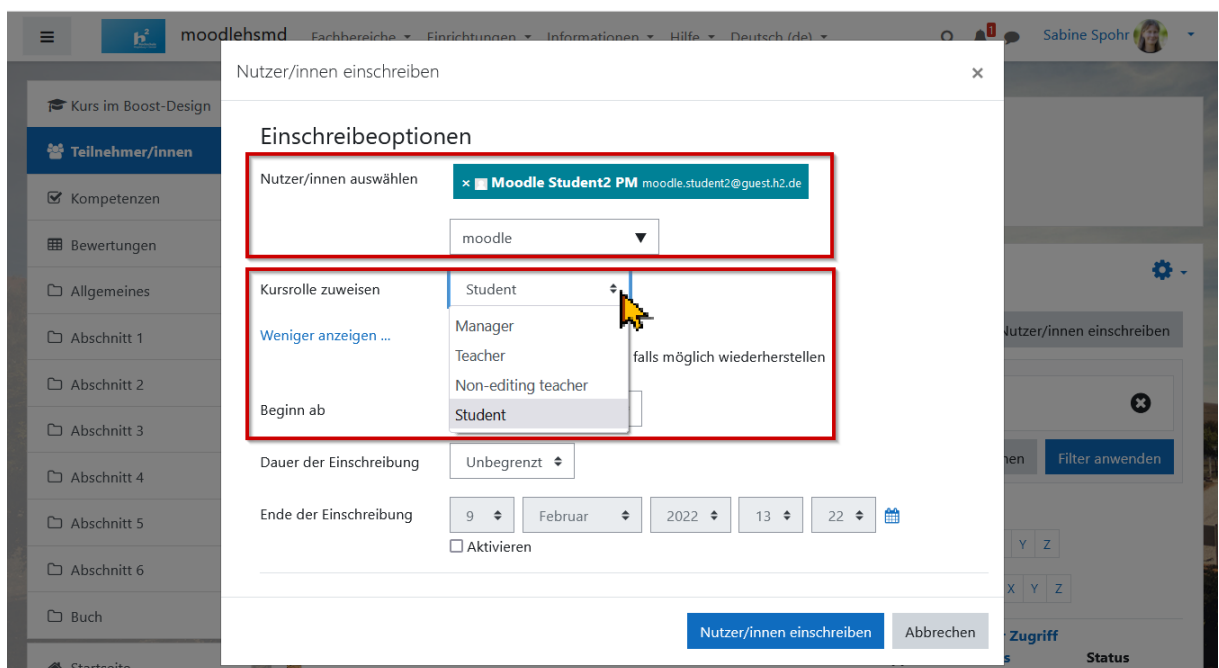 h²
moodlehsmd Fachbereiche Einrichtungen Informationen Hilfe Deutsch (de) 1 Sabine Spohr
Nutzer/innen einschreiben ×
Kurs im Boost-Design
Teilnehmer/innen
Kompetenzen
Bewertungen
Allgemeines
Abschnitt 1
Abschnitt 2
Abschnitt 3
Abschnitt 4
Abschnitt 5
Abschnitt 6
Buch
Startseite
Einschreibeoptionen
Nutzer/innen auswählen
× Moodle Student2 PM moodle.student2@guest.h2.de
moodle ▼
Kursrolle zuweisen Student
Manager
Weniger anzeigen ...
Teacher
falls möglich wiederherstellen
Non-editing teacher
Beginn ab
Student
Dauer der Einschreibung Unbegrenzt
Ende der Einschreibung 9 Februar 2022 13 22
Aktivieren
Nutzer/innen einschreiben Abbrechen
Nutzer/innen einschreiben
Filter anwenden
Y Z
X Y Z
Zugriff
Status